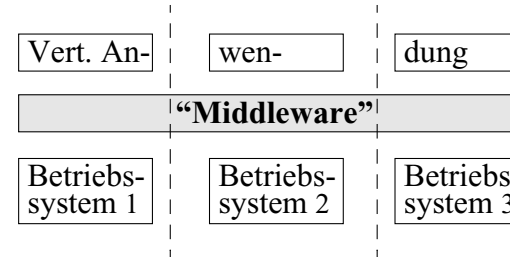 Vert. An- wen- dung
“Middleware”
Betriebs- Betriebs- Betriebs
system 1 system 2 system 3